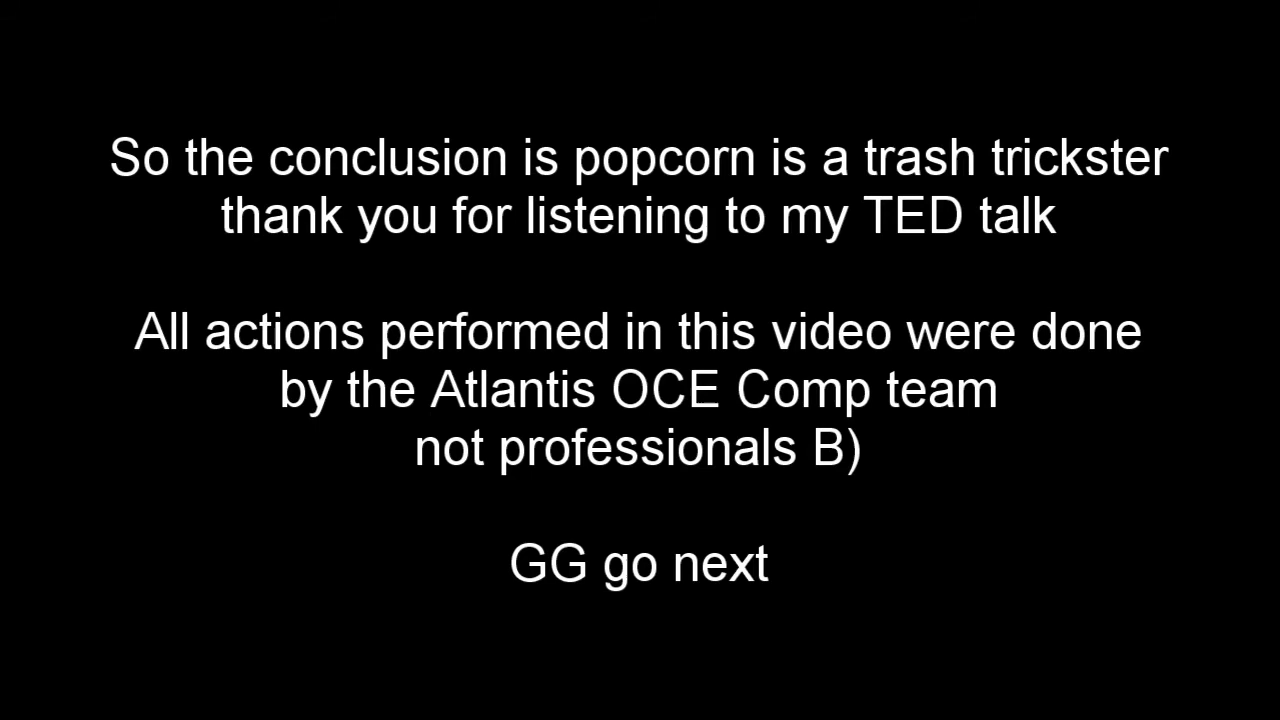 So the conclusion is popcorn is a trash trickster
thank you for listening to my TED talk
All actions performed in this video were done
by the Atlantis OCE Comp team
not professionals B)
GG go next